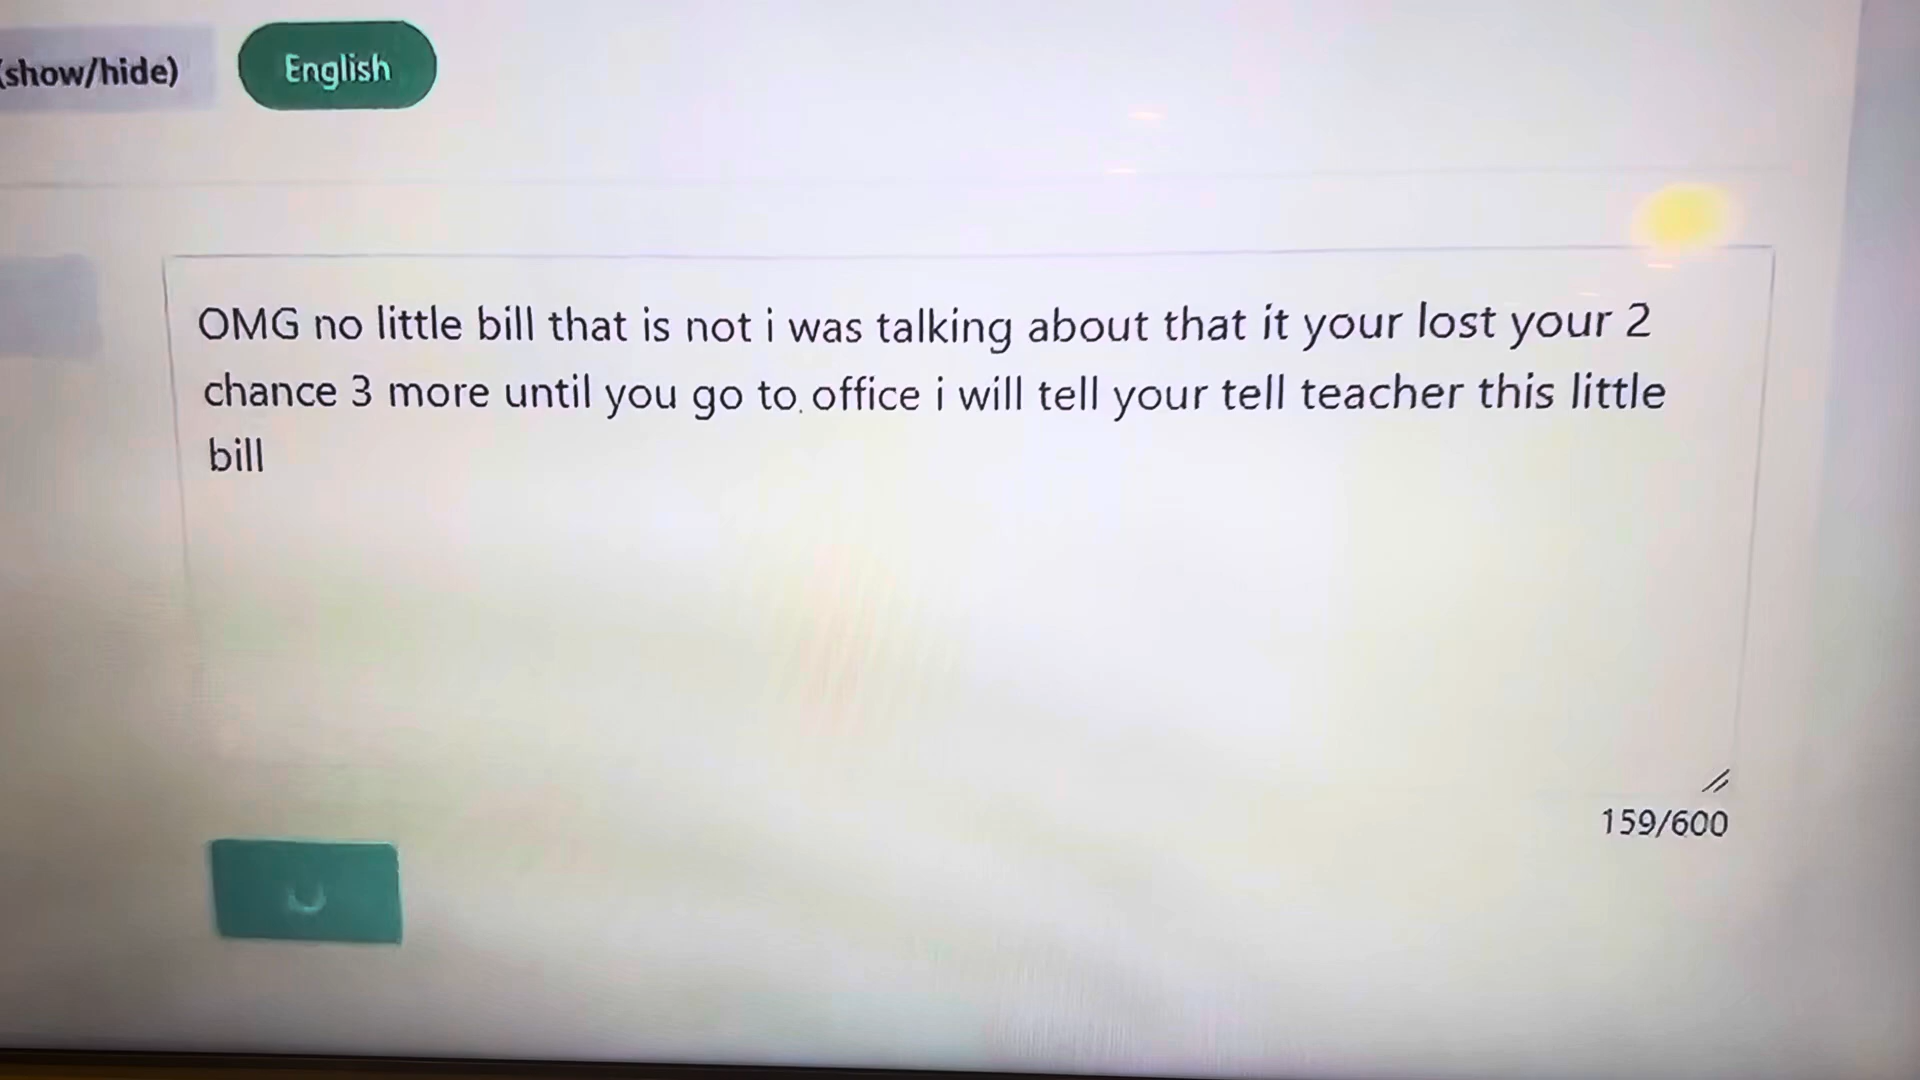 (show/hide) English
OMG no little bill that is not i was talking about that it your lost your 2
chance 3 more until you go to office i will tell your tell teacher this little
bill
159/600